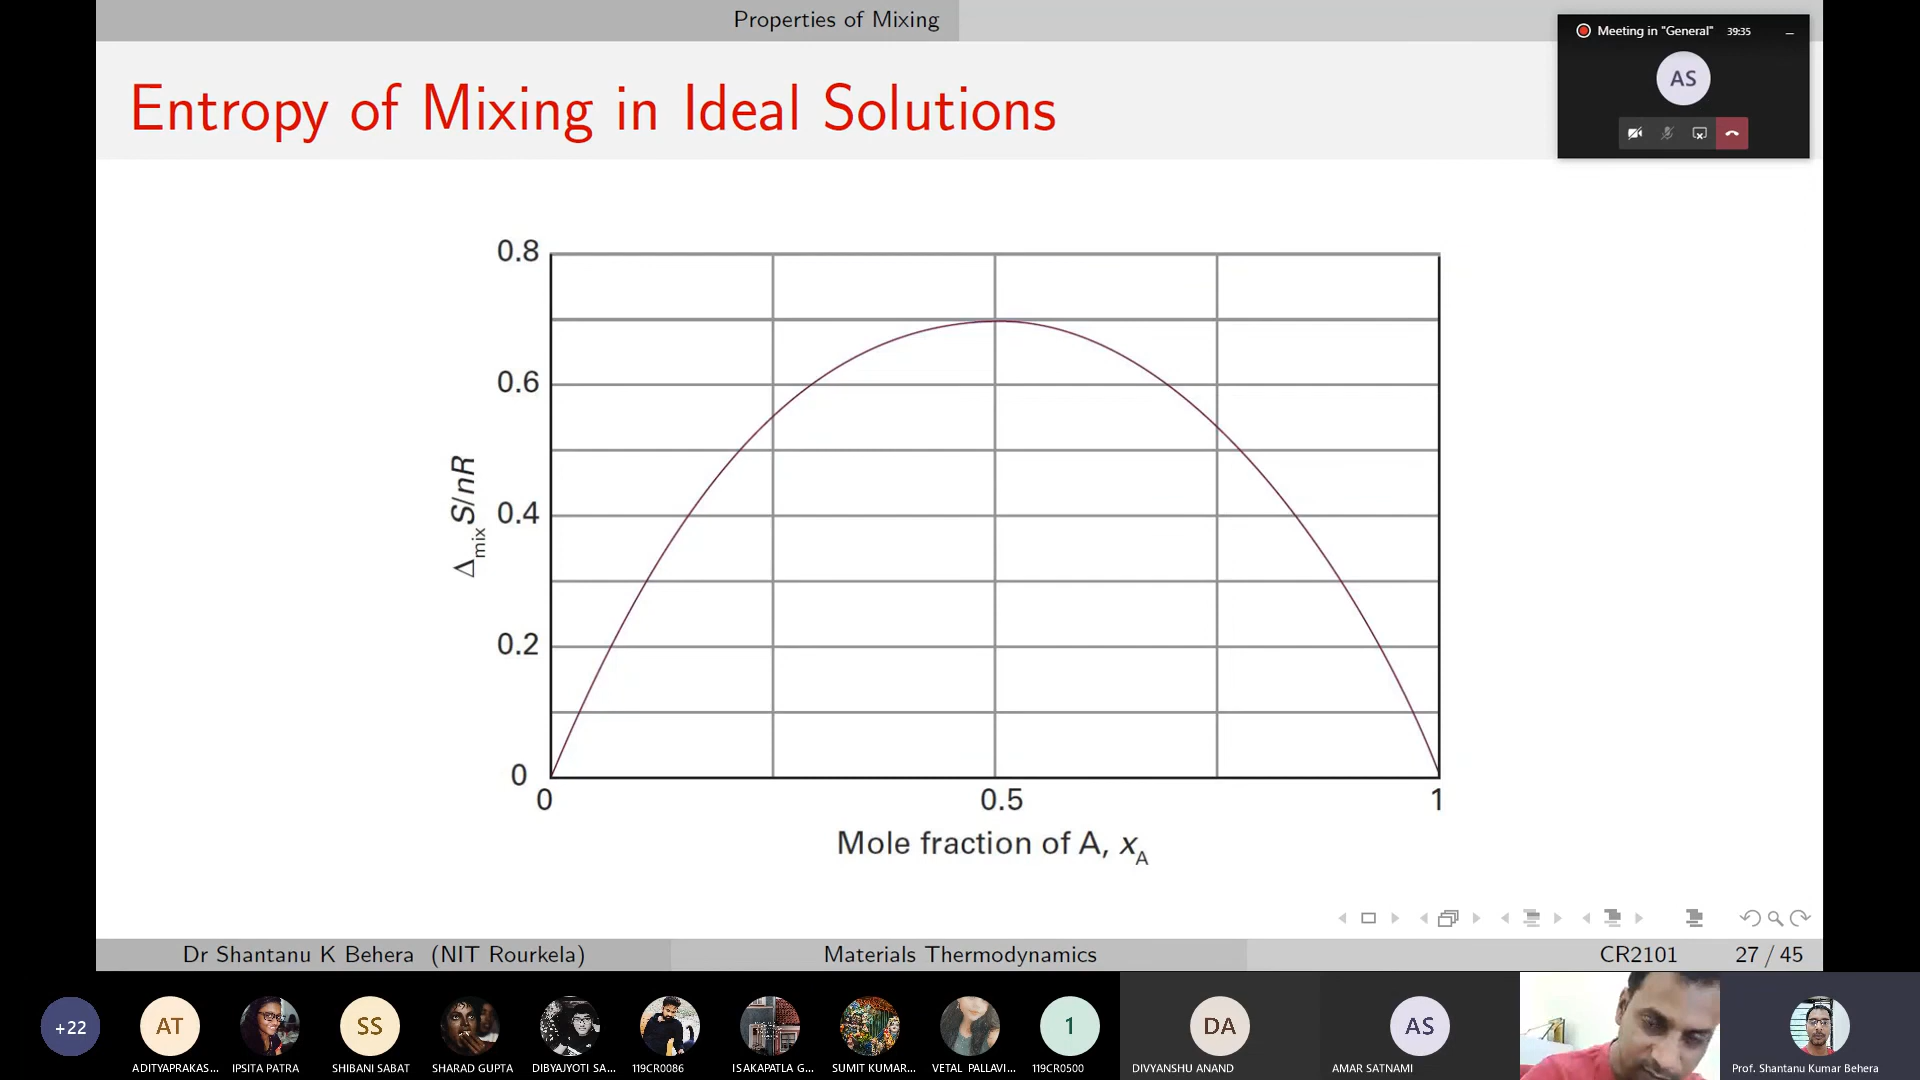 Properties of Mixing
Meeting in "General" 39:35
AS
Entropy of Mixing in Ideal Solutions
0.8
0.6
0.4
0.2
0
Δmix S/nR
0 0.5 1
Mole fraction of A, xA
Dr Shantanu K Behera (NIT Rourkela) Materials Thermodynamics CR2101 27 / 45
+22 AT SS 1 DA AS
ADITYAPRAKAS... IPSITA PATRA SHIBANI SABAT SHARAD GUPTA DIBYAJYOTI SA... 119CR0086 ISAKAPATLA G... SUMIT KUMAR... VETAL PALLAVI... 119CR0500 DIVYANSHU ANAND AMAR SATNAMI Prof. Shantanu Kumar Behera